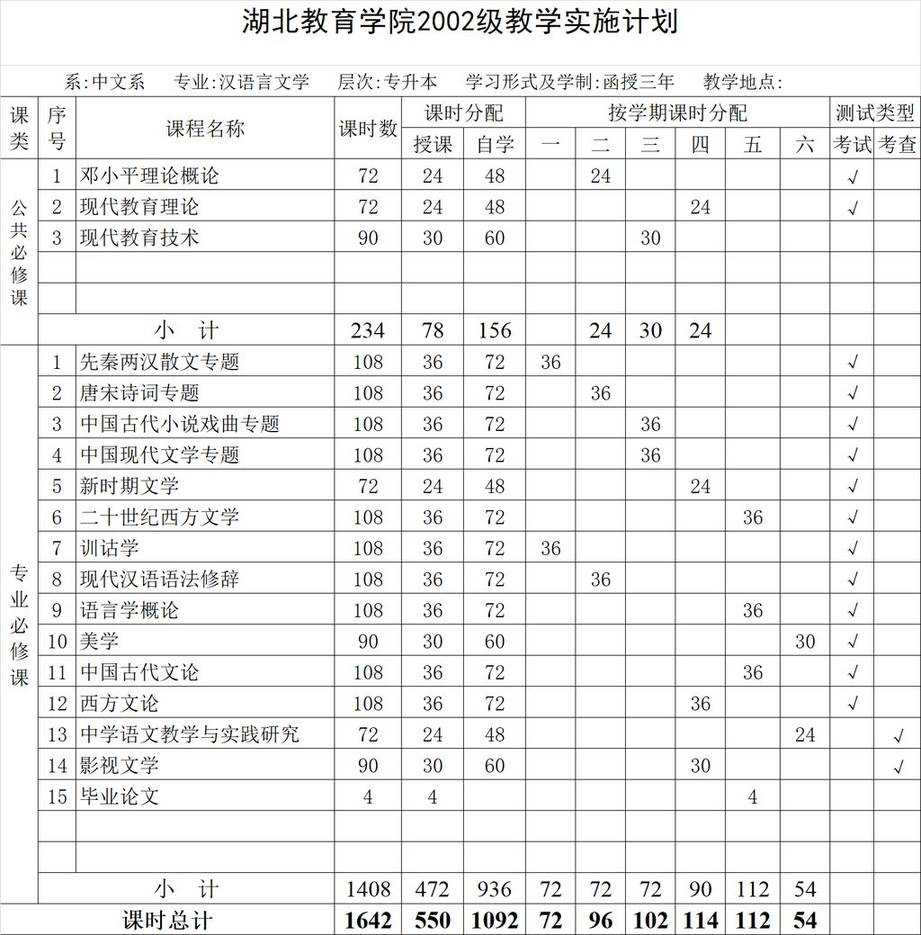 湖北教育学院2002级教学实施计划
系:中文系 专业:汉语言文学 层次:专升本 学习形式及学制:函授三年 教学地点:
课类 序号 课程名称 课时数 课时分配 按学期课时分配 测试类型
授课 自学 一 二 三 四 五 六 考试 考查
公共必修课
1 邓小平理论概论 72 24 48 24 √
2 现代教育理论 72 24 48 24 √
3 现代教育技术 90 30 60 30
小 计 234 78 156 24 30 24
专业必修课
1 先秦两汉散文专题 108 36 72 36 √
2 唐宋诗词专题 108 36 72 36 √
3 中国古代小说戏曲专题 108 36 72 36 √
4 中国现代文学专题 108 36 72 36 √
5 新时期文学 72 24 48 24 √
6 二十世纪西方文学 108 36 72 36 √
7 训诂学 108 36 72 36 √
8 现代汉语语法修辞 108 36 72 36 √
9 语言学概论 108 36 72 36 √
10 美学 90 30 60 30 √
11 中国古代文论 108 36 72 36 √
12 西方文论 108 36 72 36 √
13 中学语文教学与实践研究 72 24 48 24 √
14 影视文学 90 30 60 30 √
15 毕业论文 4 4 4
小 计 1408 472 936 72 72 72 90 112 54
课时总计 1642 550 1092 72 96 102 114 112 54